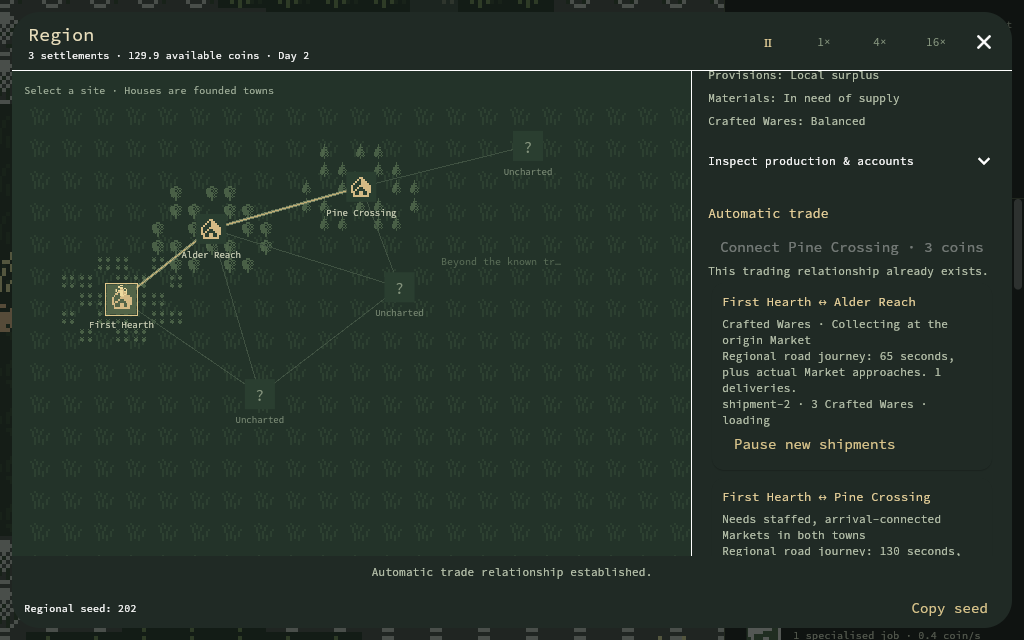 Region
3 settlements · 129.9 available coins · Day 2
II
1×
4×
16×
Select a site · Houses are founded towns
?
Uncharted
Pine Crossing
Alder Reach
Beyond the known tr…
?
Uncharted
First Hearth
?
Uncharted
Provisions: Local surplus
Materials: In need of supply
Crafted Wares: Balanced
Inspect production & accounts
Automatic trade
Connect Pine Crossing · 3 coins
This trading relationship already exists.
First Hearth ↔ Alder Reach
Crafted Wares · Collecting at the
origin Market
Regional road journey: 65 seconds,
plus actual Market approaches. 1
deliveries.
shipment-2 · 3 Crafted Wares ·
loading
Pause new shipments
First Hearth ↔ Pine Crossing
Needs staffed, arrival-connected
Markets in both towns
Regional road journey: 130 seconds,
Automatic trade relationship established.
Regional seed: 202
Copy seed
1 specialised job · 0.4 coin/s